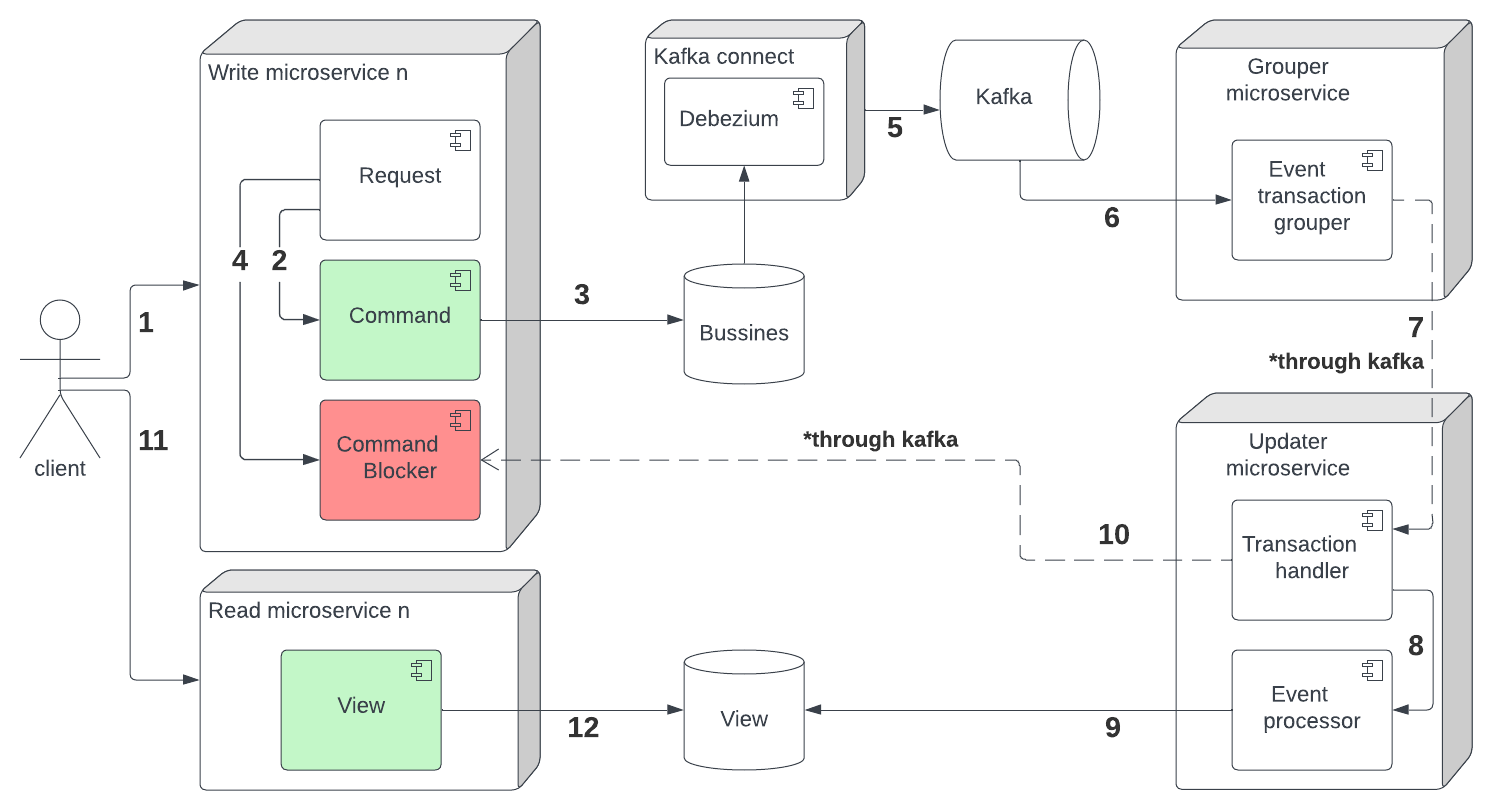 Write microservice n
Request
4
2
Command
Command
Blocker
1
11
client
3
Kafka connect
Debezium
5
Kafka
6
Bussines
Grouper
microservice
Event
transaction
grouper
7
*through kafka
*through kafka
10
Updater
microservice
Transaction
handler
8
Event
processor
9
Read microservice n
View
12
View